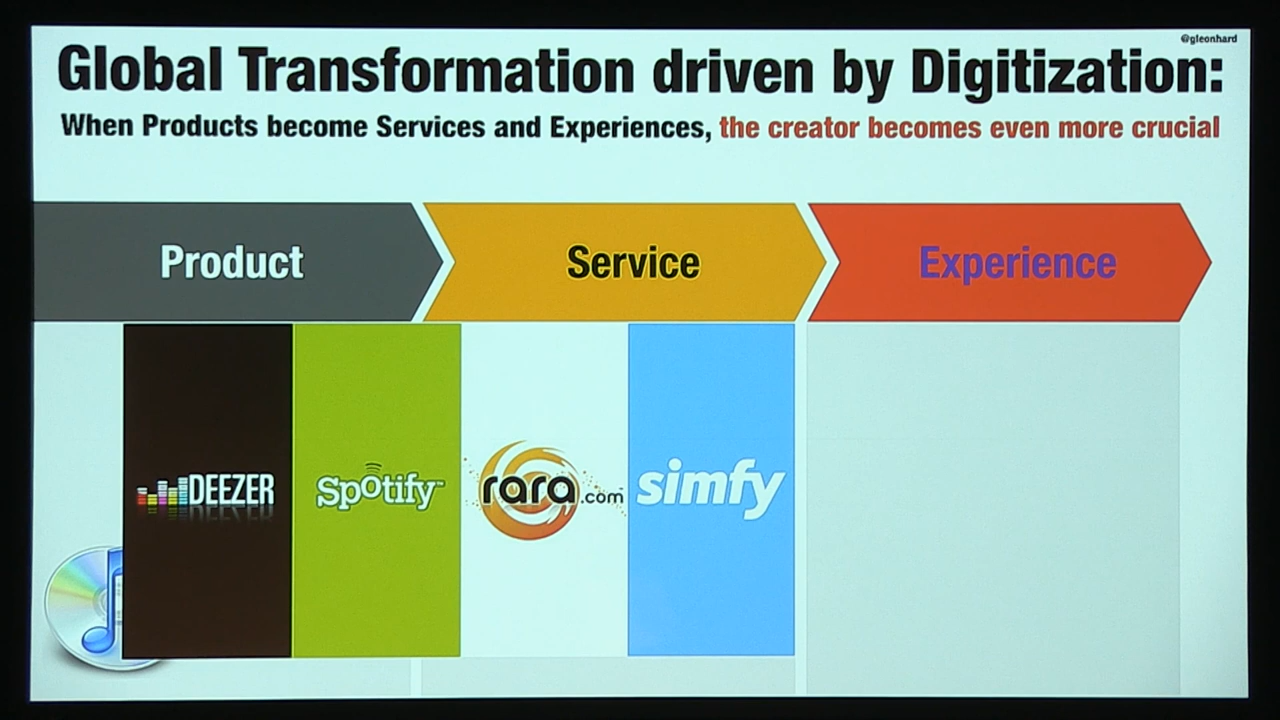 @gleonhard
Global Transformation driven by Digitization:
When Products become Services and Experiences, the creator becomes even more crucial
Product
Service
Experience
DEEZER
Spotify™
rara.com
simfy